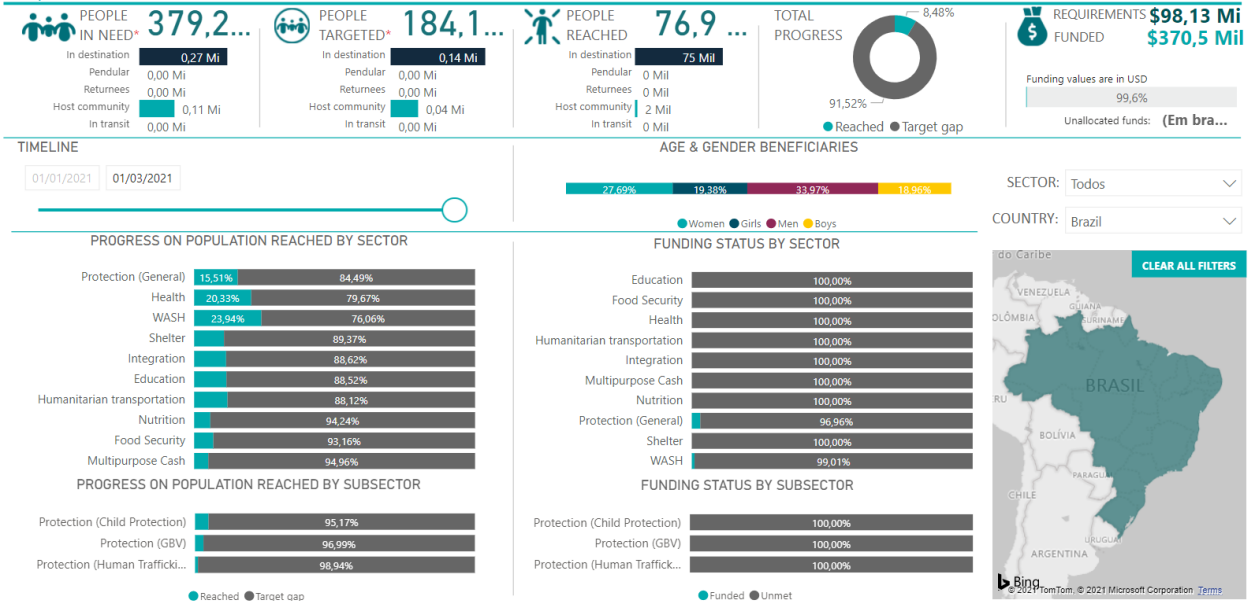 PEOPLE IN NEED* 379,2...
In destination 0,27 Mi
Pendular 0,00 Mi
Returnees 0,00 Mi
Host community 0,11 Mi
In transit 0,00 Mi
PEOPLE TARGETED* 184,1...
In destination 0,14 Mi
Pendular 0,00 Mi
Returnees 0,00 Mi
Host community 0,04 Mi
In transit 0,00 Mi
PEOPLE REACHED 76,9 ...
In destination 75 Mil
Pendular 0 Mil
Returnees 0 Mil
Host community 2 Mil
In transit 0 Mil
TOTAL PROGRESS
8,48%
91,52%
Reached Target gap
REQUIREMENTS $98,13 Mi
FUNDED $370,5 Mil
Funding values are in USD
99,6%
Unallocated funds: (Em bra...
TIMELINE
01/01/2021 01/03/2021
AGE & GENDER BENEFICIARIES
27.69% 19.38% 33,97% 18,96%
Women Girls Men Boys
SECTOR: Todos
COUNTRY: Brazil
PROGRESS ON POPULATION REACHED BY SECTOR
Protection (General) 15,51% 84,49%
Health 20,33% 79,67%
WASH 23,94% 76,06%
Shelter 89,37%
Integration 88,62%
Education 88,52%
Humanitarian transportation 88,12%
Nutrition 94,24%
Food Security 93,16%
Multipurpose Cash 94,96%
PROGRESS ON POPULATION REACHED BY SUBSECTOR
Protection (Child Protection) 95,17%
Protection (GBV) 96,99%
Protection (Human Trafficki... 98,94%
Reached Target gap
FUNDING STATUS BY SECTOR
Education 100,00%
Food Security 100,00%
Health 100,00%
Humanitarian transportation 100,00%
Integration 100,00%
Multipurpose Cash 100,00%
Nutrition 100,00%
Protection (General) 96,96%
Shelter 100,00%
WASH 99,01%
FUNDING STATUS BY SUBSECTOR
Protection (Child Protection) 100,00%
Protection (GBV) 100,00%
Protection (Human Traffick... 100,00%
Funded Unmet
CLEAR ALL FILTERS
do Caribe
VENEZUELA
GUIANA
OLÔMBIA
SURINAME
BRASIL
RU
BOLÍVIA
PARAGUAI
CHILE
URUGUAI
ARGENTINA
Bing
© 2021 TomTom, © 2021 Microsoft Corporation Terms